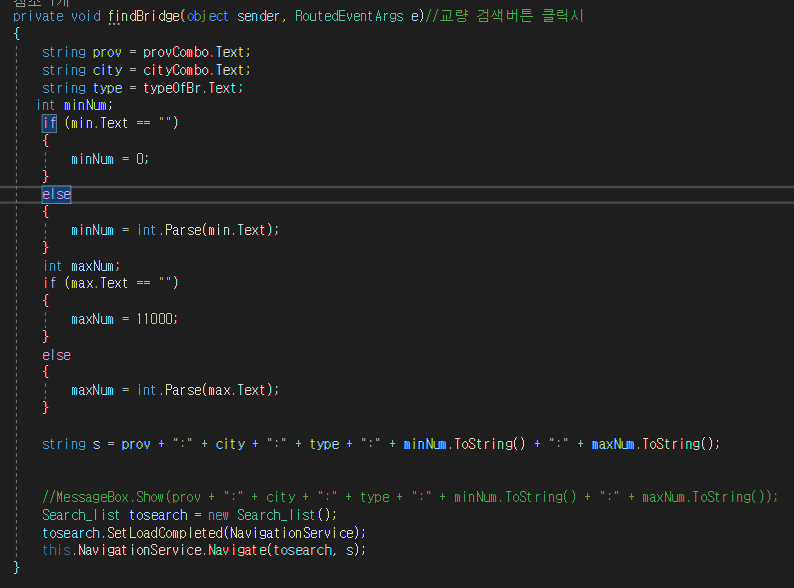 참조 1개
private void findBridge(object sender, RoutedEventArgs e)//교량 검색버튼 클릭시
{
string prov = provCombo.Text;
string city = cityCombo.Text;
string type = typeOfBr.Text;
int minNum;
if (min.Text == "")
{
minNum = 0;
}
else
{
minNum = int.Parse(min.Text);
}
int maxNum;
if (max.Text == "")
{
maxNum = 11000;
}
else
{
maxNum = int.Parse(max.Text);
}
string s = prov + ":" + city + ":" + type + ":" + minNum.ToString() + ":" + maxNum.ToString();
//MessageBox.Show(prov + ":" + city + ":" + type + ":" + minNum.ToString() + ":" + maxNum.ToString());
Search_list tosearch = new Search_list();
tosearch.SetLoadCompleted(NavigationService);
this.NavigationService.Navigate(tosearch, s);
}